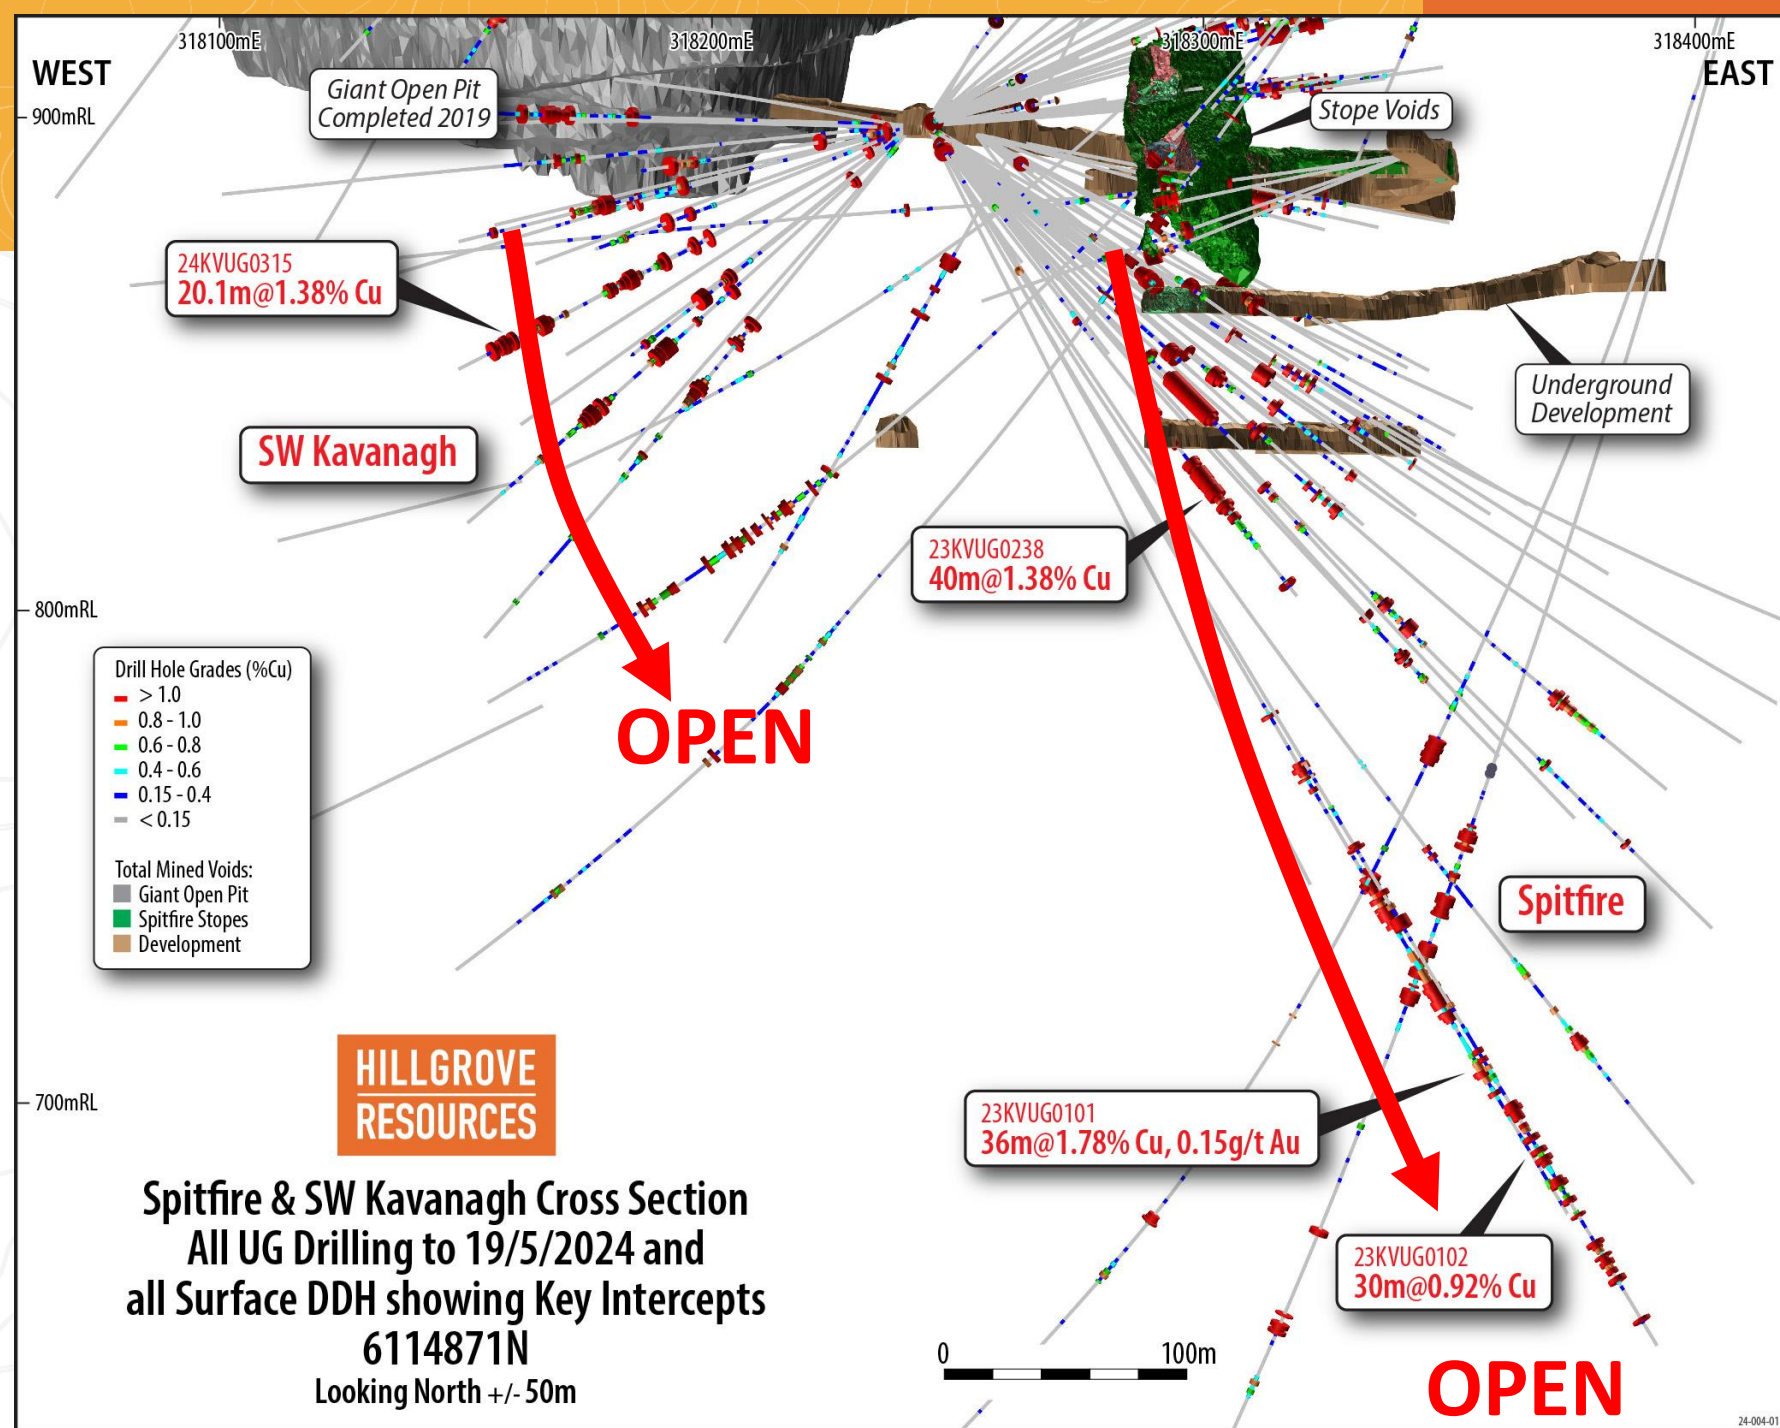 318100mE
318200mE
318300mE
318400mE
WEST
EAST
900mRL
Giant Open Pit
Completed 2019
Stope Voids
24KVUG0315
20.1m@1.38% Cu
Underground
Development
SW Kavanagh
23KVUG0238
40m@1.38% Cu
800mRL
Drill Hole Grades (%Cu)
> 1.0
0.8 - 1.0
0.6 - 0.8
0.4 - 0.6
0.15 - 0.4
< 0.15
Total Mined Voids:
Giant Open Pit
Spitfire Stopes
Development
OPEN
Spitfire
700mRL
HILLGROVE
RESOURCES
23KVUG0101
36m@1.78% Cu, 0.15g/t Au
Spitfire & SW Kavanagh Cross Section
All UG Drilling to 19/5/2024 and
all Surface DDH showing Key Intercepts
6114871N
Looking North +/- 50m
23KVUG0102
30m@0.92% Cu
0 100m
OPEN
24-004-01